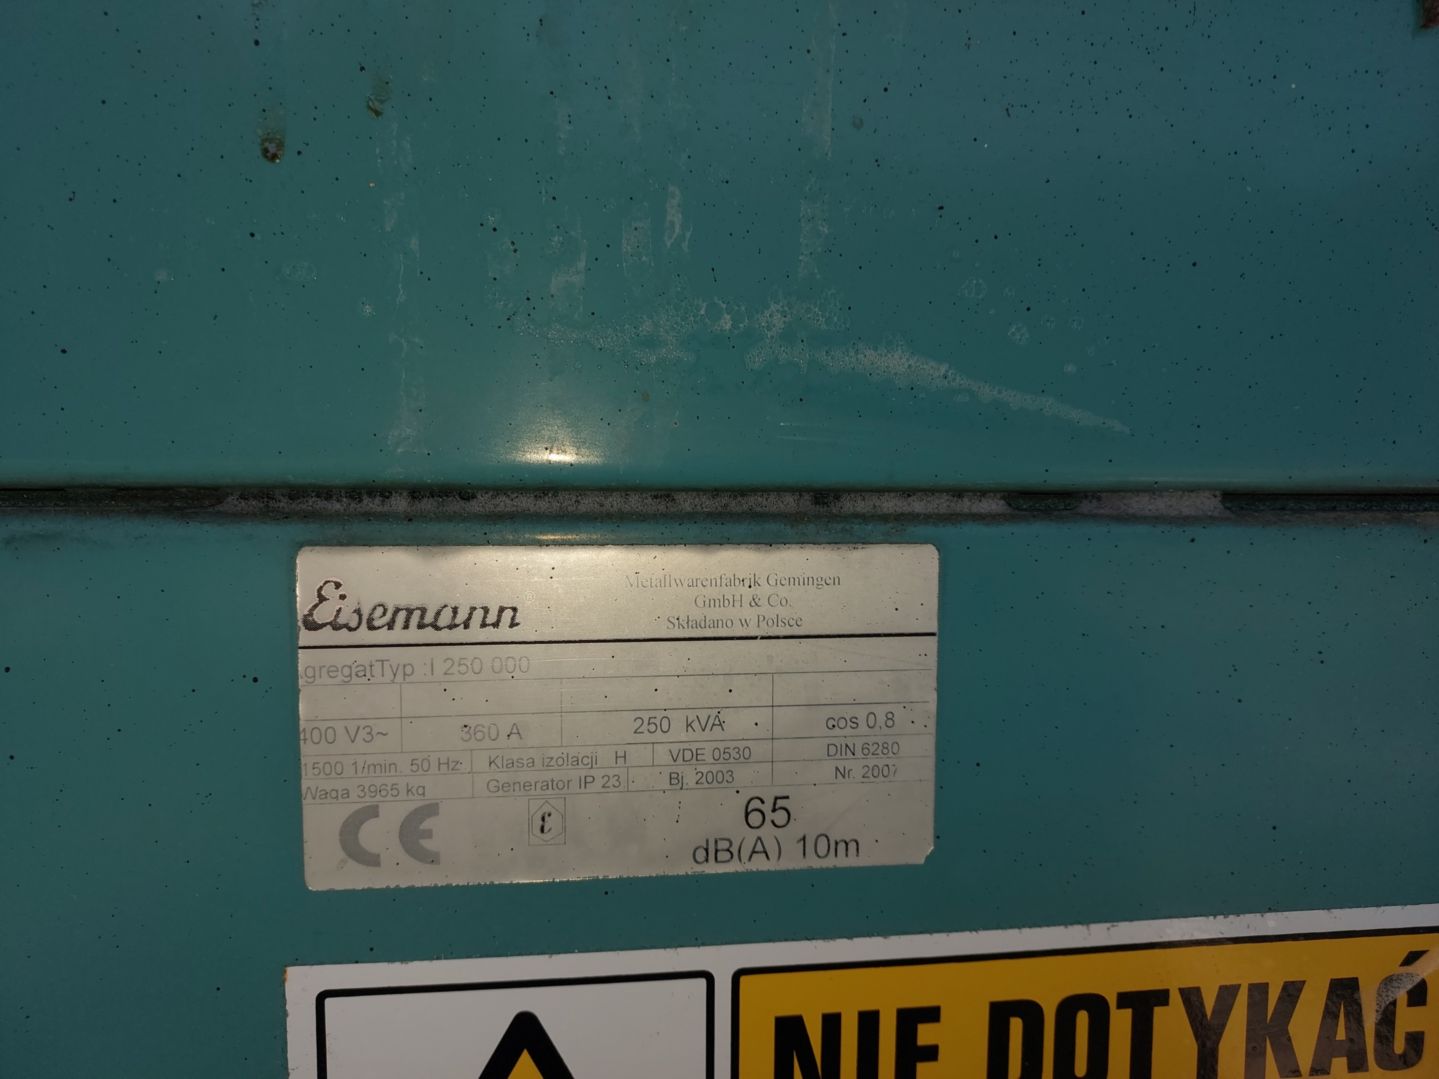 Eisemann
Metallwarenfabrik Gemingen
GmbH & Co.
Składano w Polsce
gregatTyp :I 250 000
400 V3~ 360 A 250 kVA cos 0,8
1500 1/min. 50 Hz Klasa izolacji H VDE 0530 DIN 6280
Waga 3965 kg Generator IP 23 Bj. 2003 Nr. 2007
CE
65
dB(A) 10m
NIE DOTYKAĆ